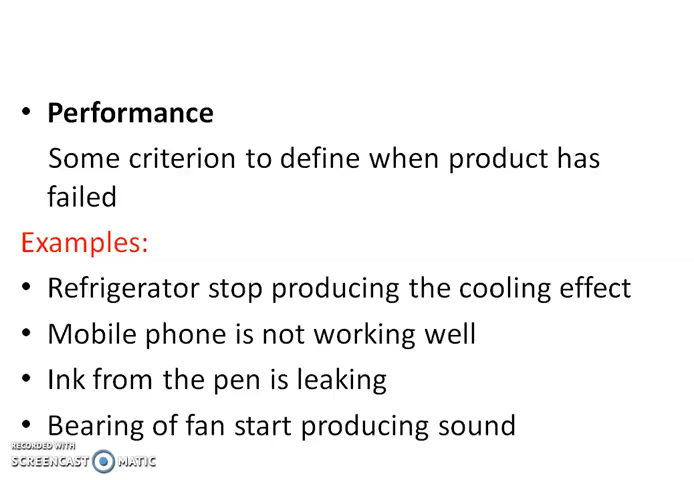 • Performance
Some criterion to define when product has
failed
Examples:
• Refrigerator stop producing the cooling effect
• Mobile phone is not working well
• Ink from the pen is leaking
• Bearing of fan start producing sound
RECORDED WITH
SCREENCAST MATIC